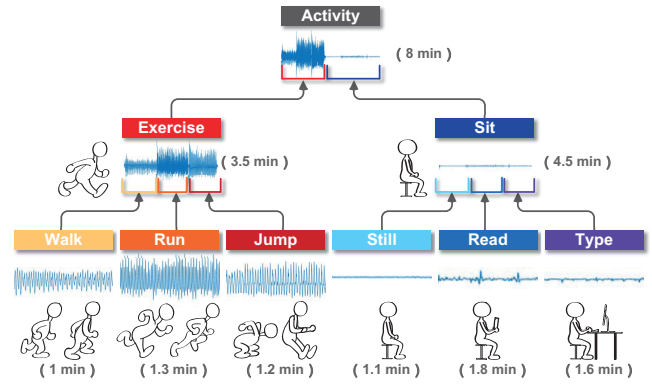 Activity
( 8 min )
Exercise
Sit
( 3.5 min )
( 4.5 min )
Walk
Run
Jump
Still
Read
Type
( 1 min )
( 1.3 min )
( 1.2 min )
( 1.1 min )
( 1.8 min )
( 1.6 min )